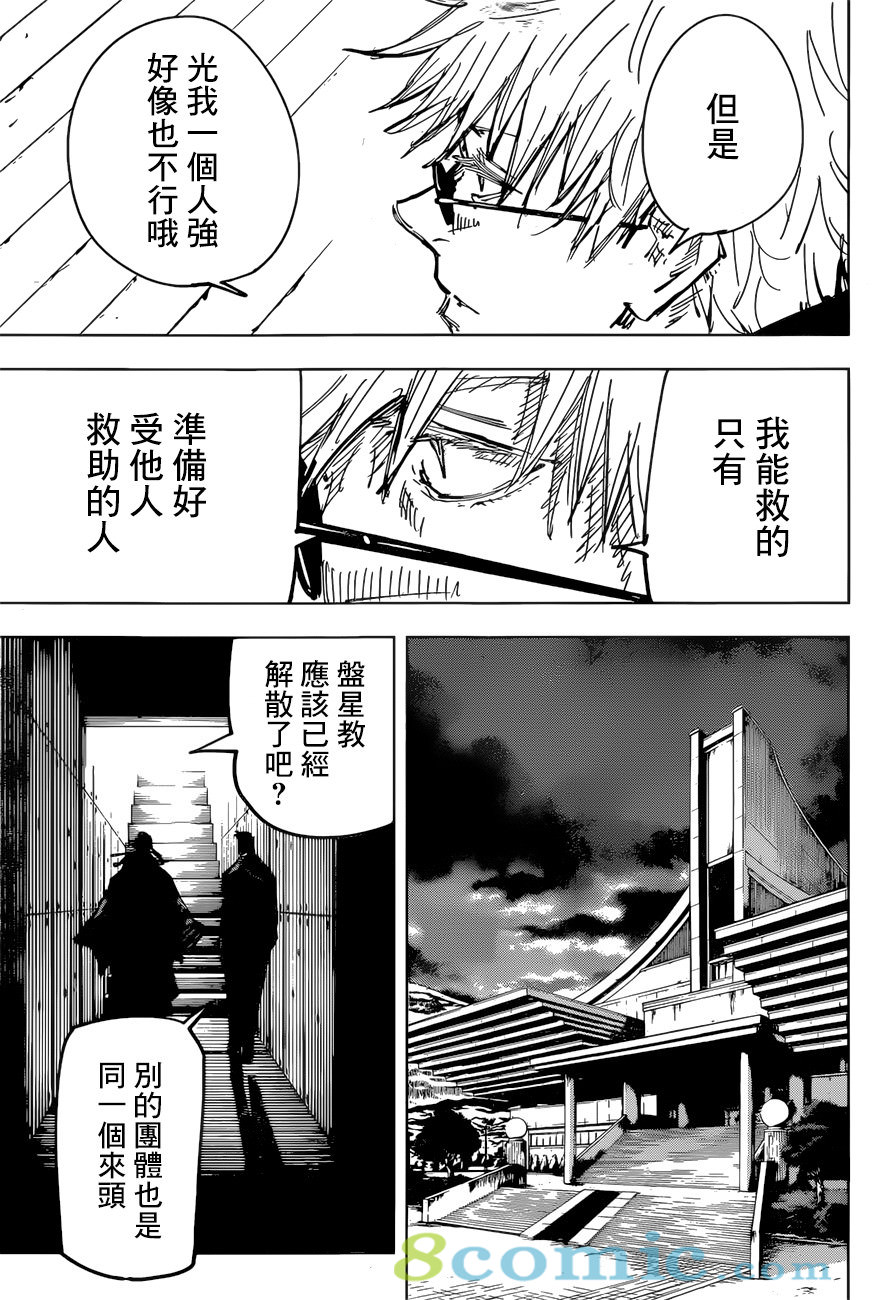 但是
光我一個人強
好像也不行哦
我能救的
只有
準備好
受他人
救助的人
盤星教
應該已經
解散了吧?
別的團體也是
同一個來頭
8comic.com